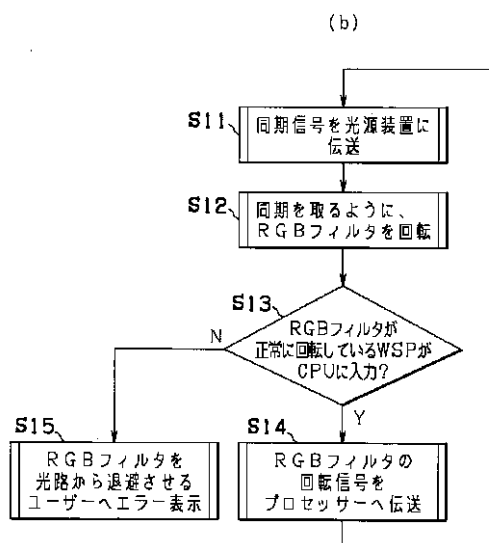 (b)
S11
同期信号を光源装置に
伝送
S12
同期を取るように、
RGBフィルタを回転
S13
RGBフィルタが
正常に回転しているWSPが
CPUに入力?
N
Y
S15
RGBフィルタを
光路から退避させる
ユーザーへエラー表示
S14
RGBフィルタの
回転信号を
プロセッサーへ伝送